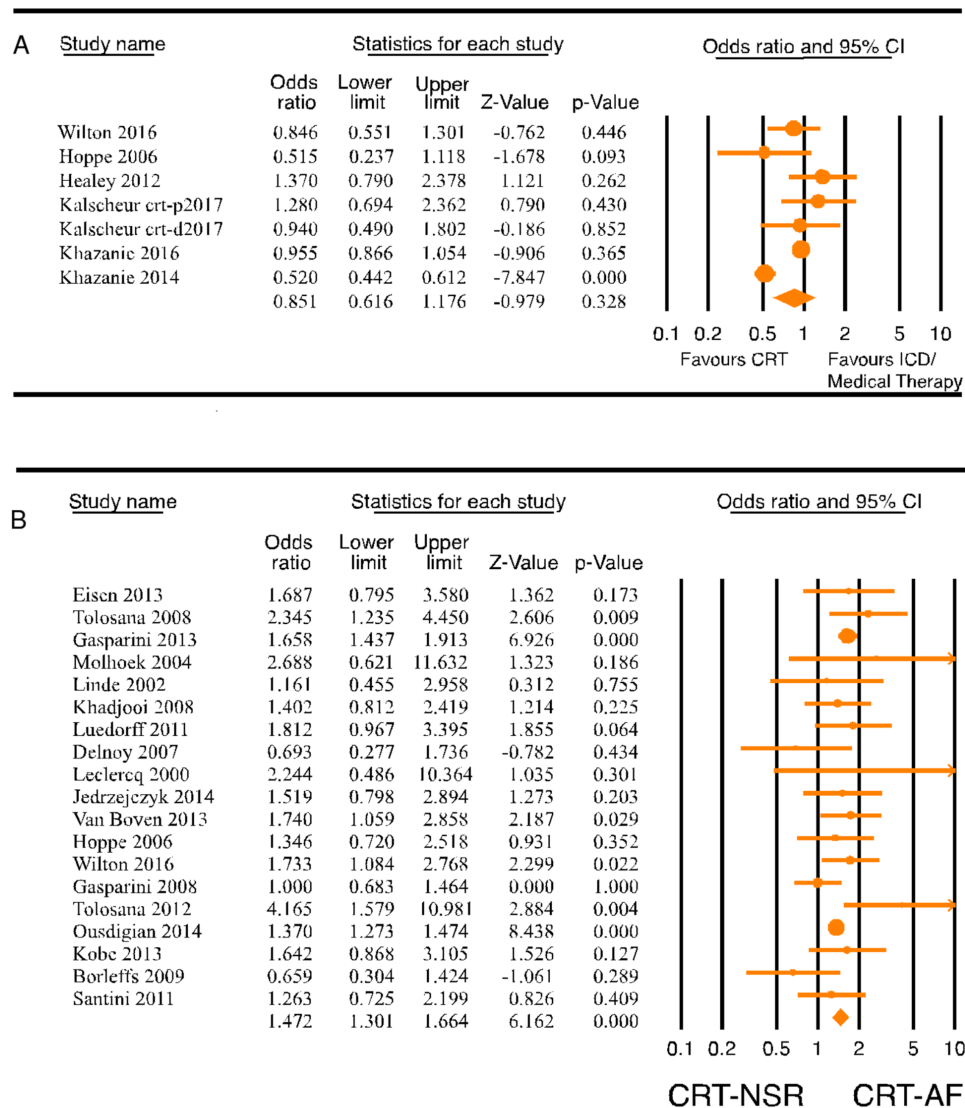 A
Study name Statistics for each study Odds ratio and 95% CI
Odds Lower Upper
ratio limit limit Z-Value p-Value
Wilton 2016 0.846 0.551 1.301 -0.762 0.446
Hoppe 2006 0.515 0.237 1.118 -1.678 0.093
Healey 2012 1.370 0.790 2.378 1.121 0.262
Kalscheur crt-p2017 1.280 0.694 2.362 0.790 0.430
Kalscheur crt-d2017 0.940 0.490 1.802 -0.186 0.852
Khazanie 2016 0.955 0.866 1.054 -0.906 0.365
Khazanie 2014 0.520 0.442 0.612 -7.847 0.000
0.851 0.616 1.176 -0.979 0.328
0.1 0.2 0.5 1 2 5 10
Favours CRT Favours ICD/
Medical Therapy
B
Study name Statistics for each study Odds ratio and 95% CI
Odds Lower Upper
ratio limit limit Z-Value p-Value
Eisen 2013 1.687 0.795 3.580 1.362 0.173
Tolosana 2008 2.345 1.235 4.450 2.606 0.009
Gasparini 2013 1.658 1.437 1.913 6.926 0.000
Molhoek 2004 2.688 0.621 11.632 1.323 0.186
Linde 2002 1.161 0.455 2.958 0.312 0.755
Khadjooi 2008 1.402 0.812 2.419 1.214 0.225
Luedorff 2011 1.812 0.967 3.395 1.855 0.064
Delnoy 2007 0.693 0.277 1.736 -0.782 0.434
Leclercq 2000 2.244 0.486 10.364 1.035 0.301
Jedrzejczyk 2014 1.519 0.798 2.894 1.273 0.203
Van Boven 2013 1.740 1.059 2.858 2.187 0.029
Hoppe 2006 1.346 0.720 2.518 0.931 0.352
Wilton 2016 1.733 1.084 2.768 2.299 0.022
Gasparini 2008 1.000 0.683 1.464 0.000 1.000
Tolosana 2012 4.165 1.579 10.981 2.884 0.004
Ousdigian 2014 1.370 1.273 1.474 8.438 0.000
Kobe 2013 1.642 0.868 3.105 1.526 0.127
Borleffs 2009 0.659 0.304 1.424 -1.061 0.289
Santini 2011 1.263 0.725 2.199 0.826 0.409
1.472 1.301 1.664 6.162 0.000
0.1 0.2 0.5 1 2 5 10
CRT-NSR CRT-AF